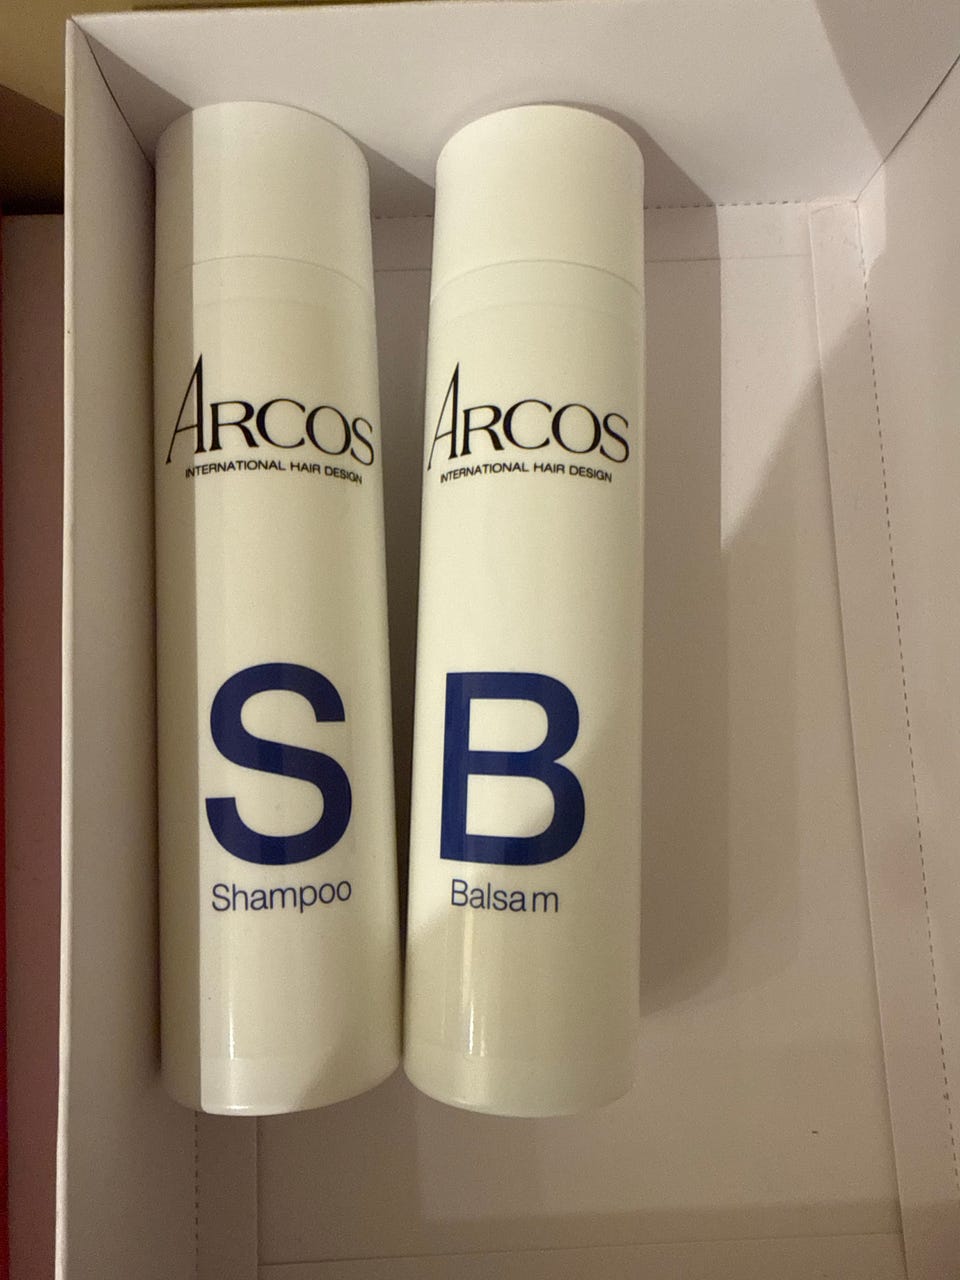 ARCOS
INTERNATIONAL HAIR DESIGN
S
Shampoo
ARCOS
INTERNATIONAL HAIR DESIGN
B
Balsam